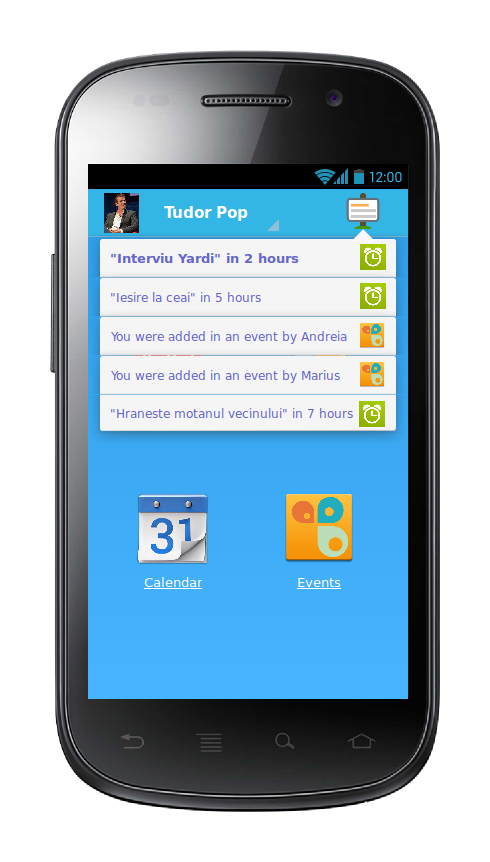 12:00
Tudor Pop
"Interviu Yardi" in 2 hours
"Iesire la ceai" in 5 hours
You were added in an event by Andreia
You were added in an event by Marius
"Hraneste motanul vecinului" in 7 hours
31
Calendar
Events